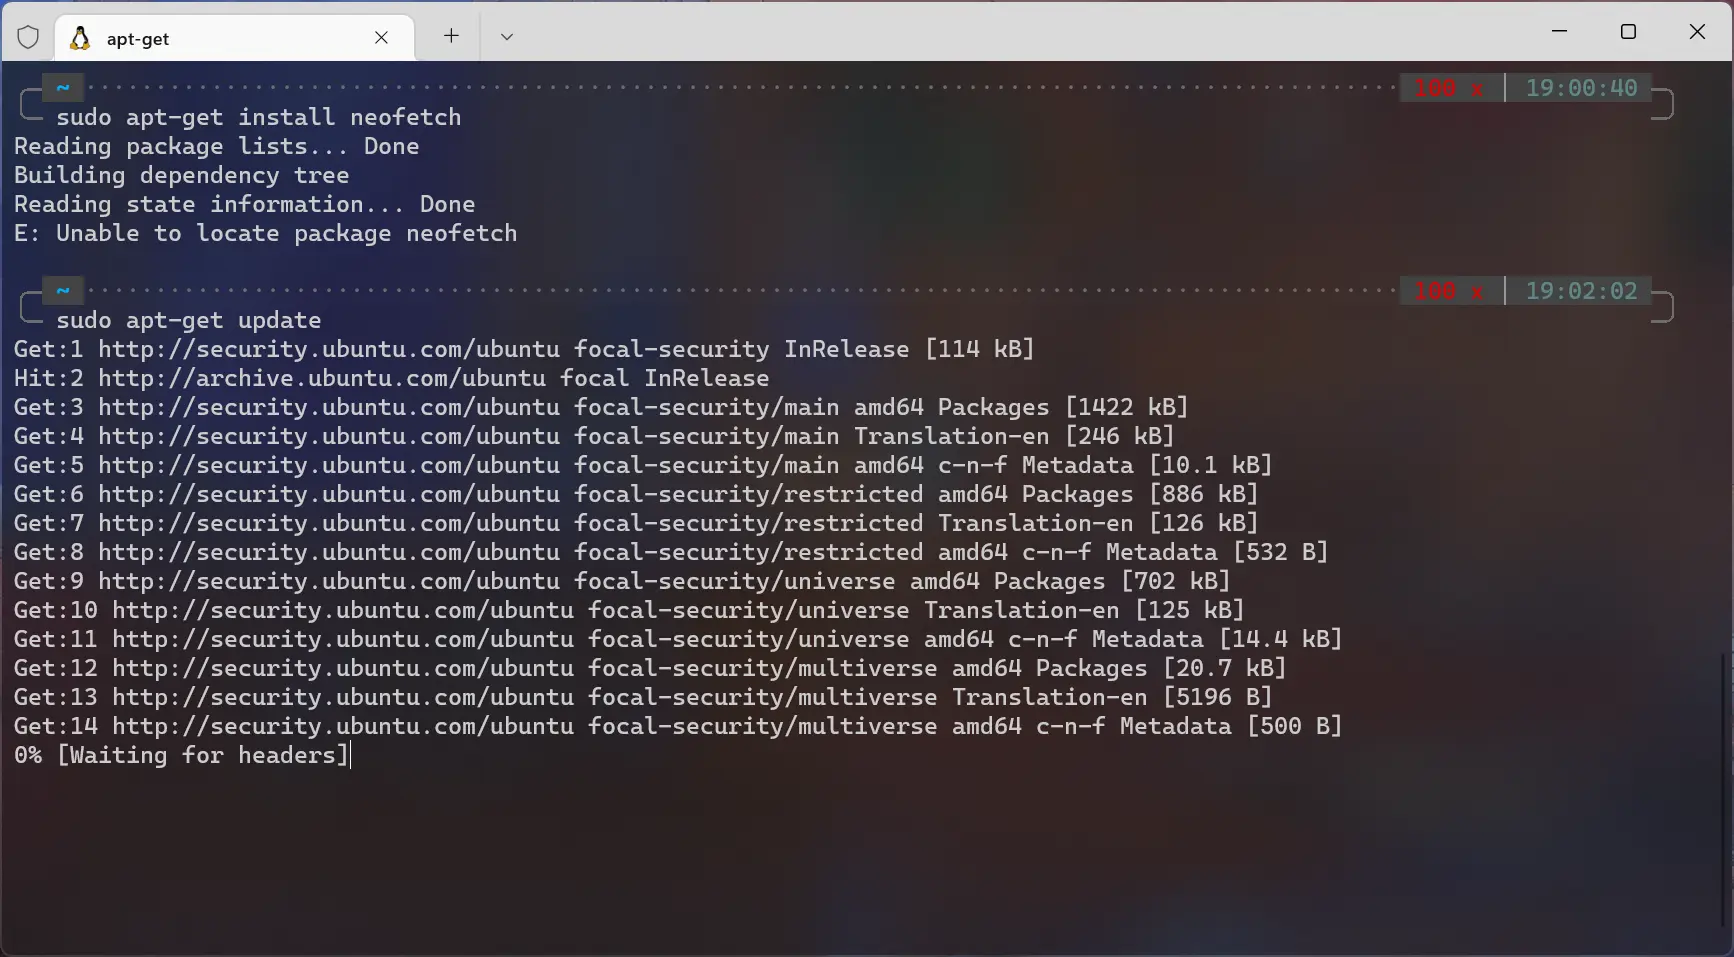 apt-get
~ 100 x 19:00:40
sudo apt-get install neofetch
Reading package lists... Done
Building dependency tree
Reading state information... Done
E: Unable to locate package neofetch
~ 100 x 19:02:02
sudo apt-get update
Get:1 http://security.ubuntu.com/ubuntu focal-security InRelease [114 kB]
Hit:2 http://archive.ubuntu.com/ubuntu focal InRelease
Get:3 http://security.ubuntu.com/ubuntu focal-security/main amd64 Packages [1422 kB]
Get:4 http://security.ubuntu.com/ubuntu focal-security/main Translation-en [246 kB]
Get:5 http://security.ubuntu.com/ubuntu focal-security/main amd64 c-n-f Metadata [10.1 kB]
Get:6 http://security.ubuntu.com/ubuntu focal-security/restricted amd64 Packages [886 kB]
Get:7 http://security.ubuntu.com/ubuntu focal-security/restricted Translation-en [126 kB]
Get:8 http://security.ubuntu.com/ubuntu focal-security/restricted amd64 c-n-f Metadata [532 B]
Get:9 http://security.ubuntu.com/ubuntu focal-security/universe amd64 Packages [702 kB]
Get:10 http://security.ubuntu.com/ubuntu focal-security/universe Translation-en [125 kB]
Get:11 http://security.ubuntu.com/ubuntu focal-security/universe amd64 c-n-f Metadata [14.4 kB]
Get:12 http://security.ubuntu.com/ubuntu focal-security/multiverse amd64 Packages [20.7 kB]
Get:13 http://security.ubuntu.com/ubuntu focal-security/multiverse Translation-en [5196 B]
Get:14 http://security.ubuntu.com/ubuntu focal-security/multiverse amd64 c-n-f Metadata [500 B]
0% [Waiting for headers]